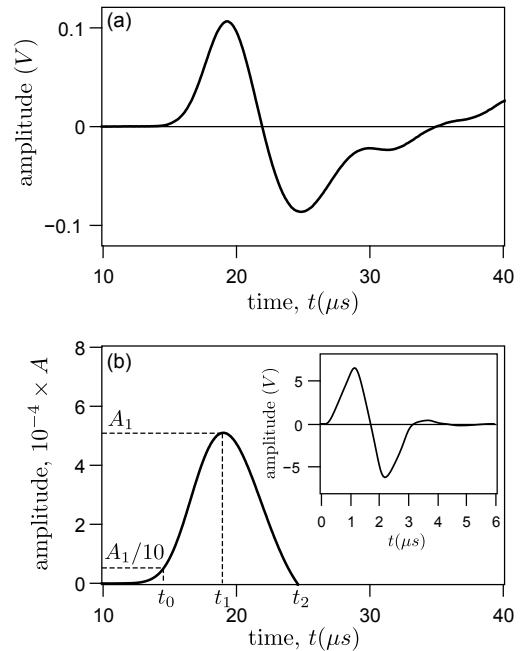 (a)
0.1
0
−0.1
amplitude (V)
10
20
30
40
time, t(μs)
(b)
8
6
4
2
0
amplitude, 10⁻⁴ × A
A₁
A₁/10
t₀
t₁
t₂
10
20
30
40
time, t(μs)
5
0
−5
amplitude (V)
0
1
2
3
4
5
6
t(μs)